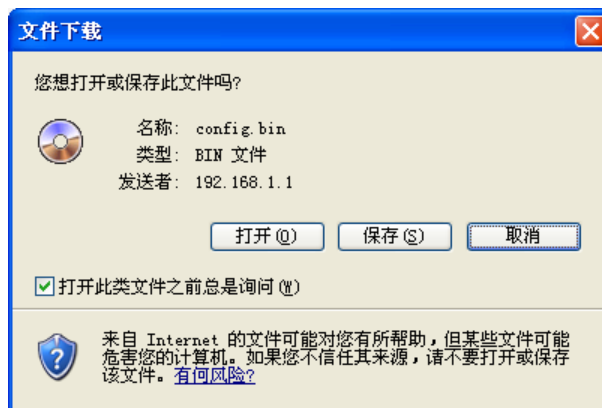 文件下载
您想打开或保存此文件吗?
名称: config.bin
类型: BIN 文件
发送者: 192.168.1.1
打开(O) 保存(S) 取消
打开此类文件之前总是询问(W)
来自 Internet 的文件可能对您有所帮助，但某些文件可能
危害您的计算机。如果您不信任其来源，请不要打开或保存
该文件。有何风险?